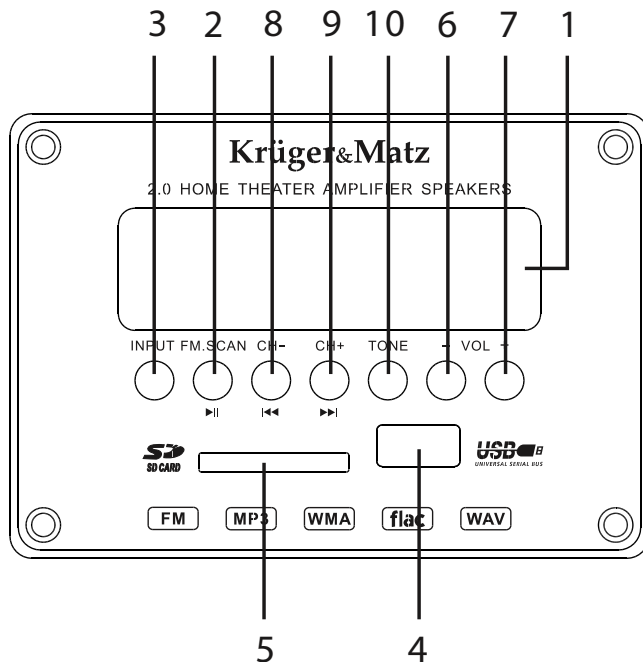 3 2 8 9 10 6 7 1
Krüger&Matz
2.0 HOME THEATER AMPLIFIER SPEAKERS
INPUT FM.SCAN CH- CH+ TONE - VOL +
SD SD CARD
USB UNIVERSAL SERIAL BUS
FM MP3 WMA flac WAV
5 4